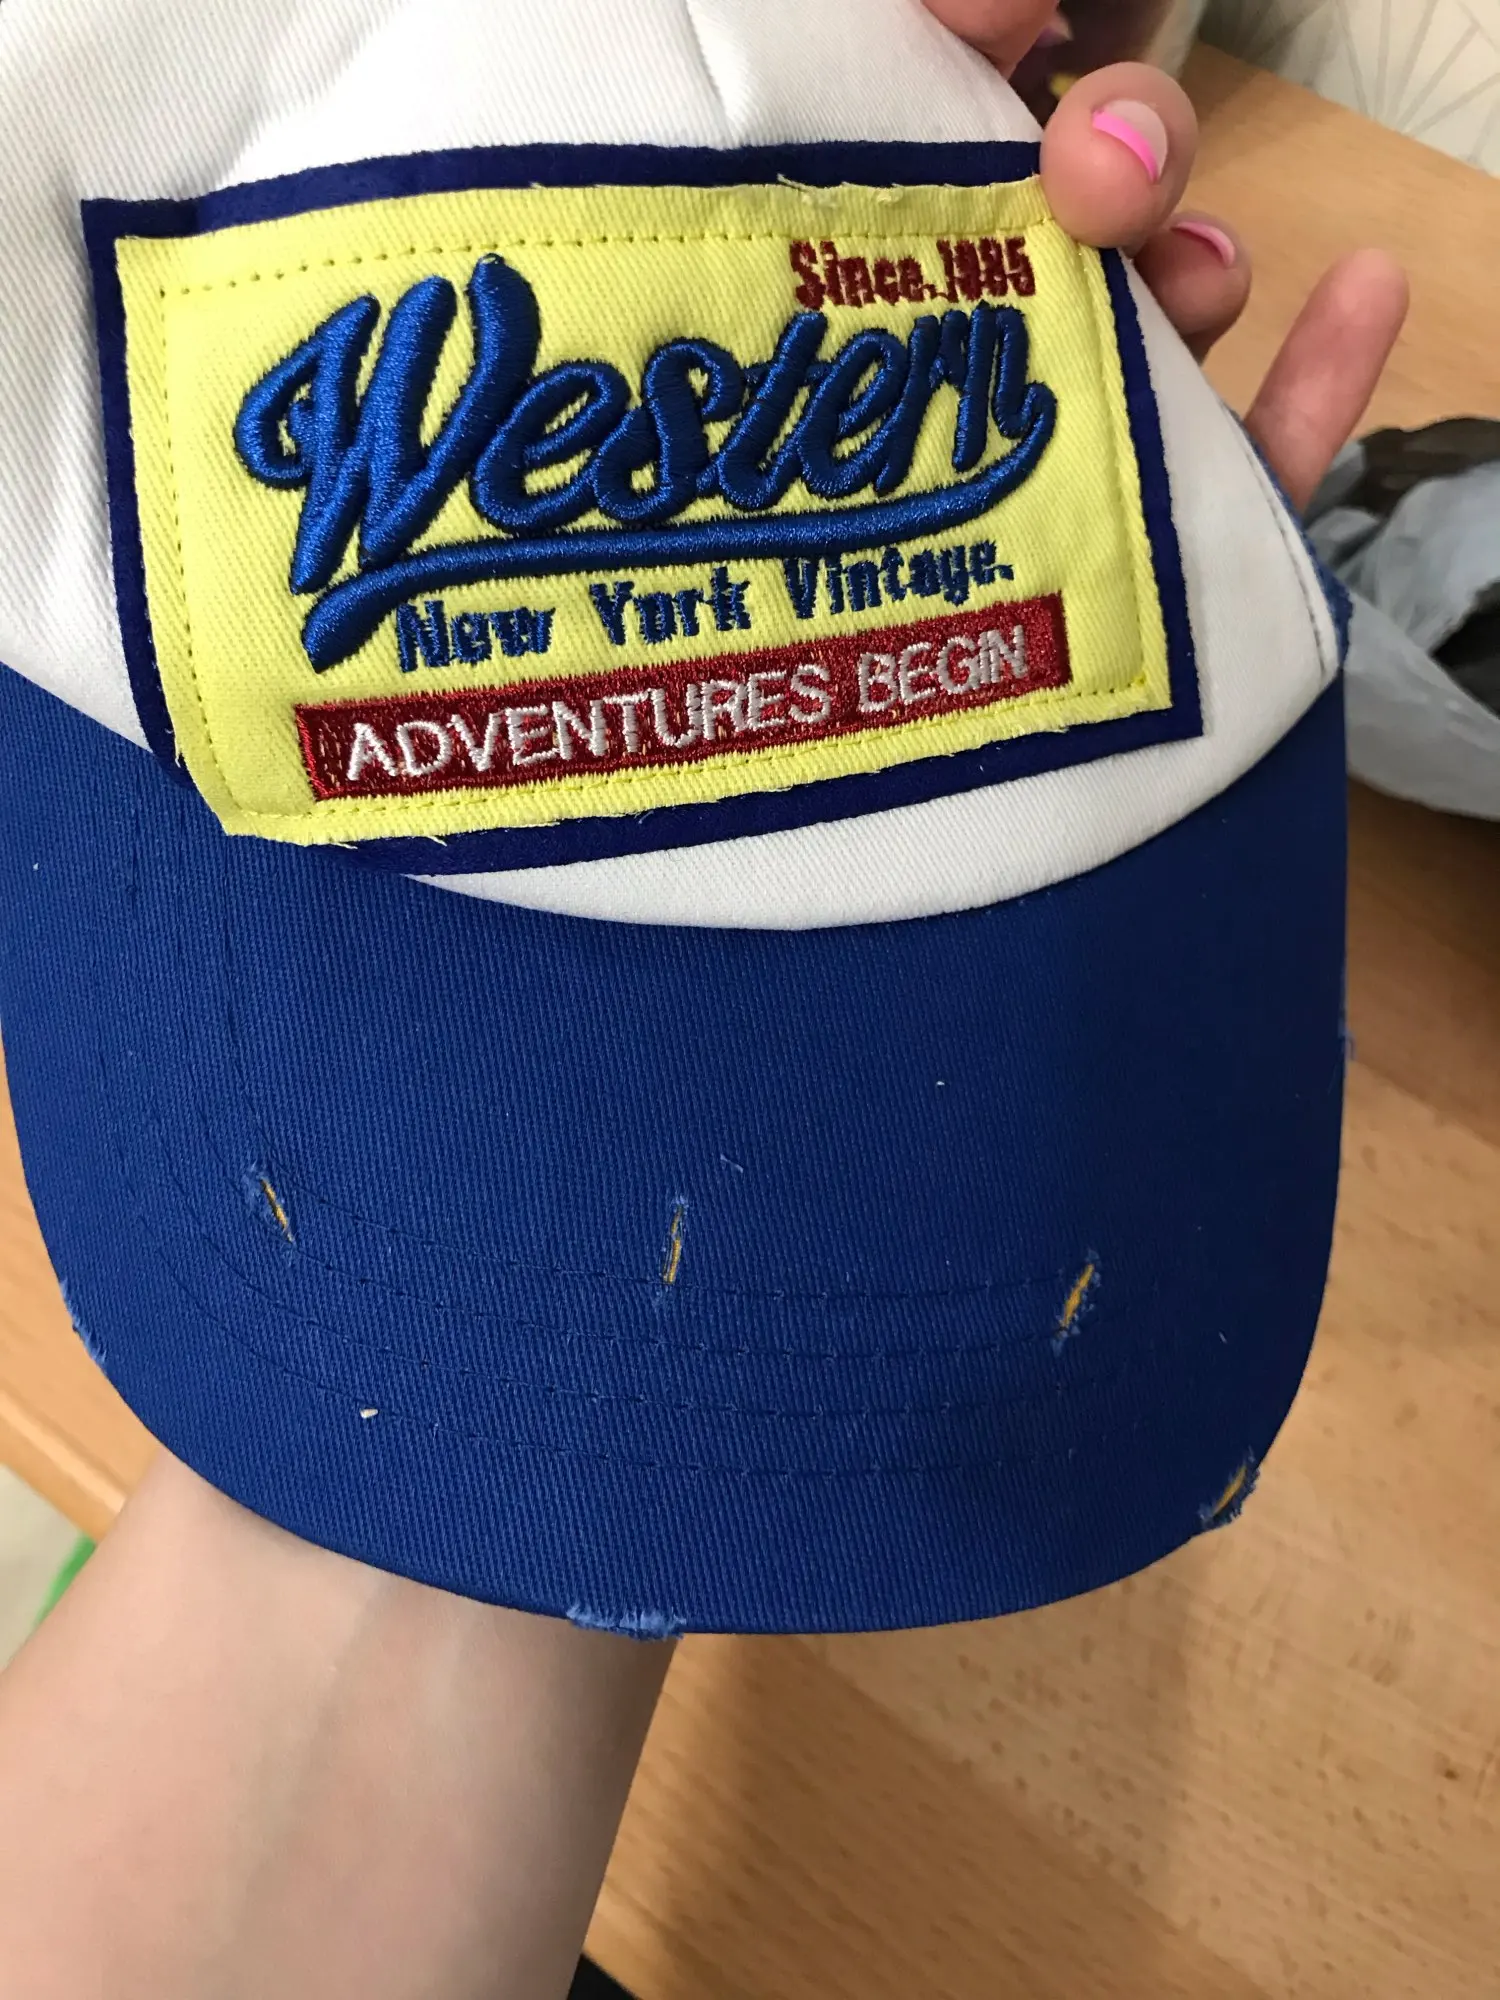 Since.1985
Western
New York Vintage.
ADVENTURES BEGIN